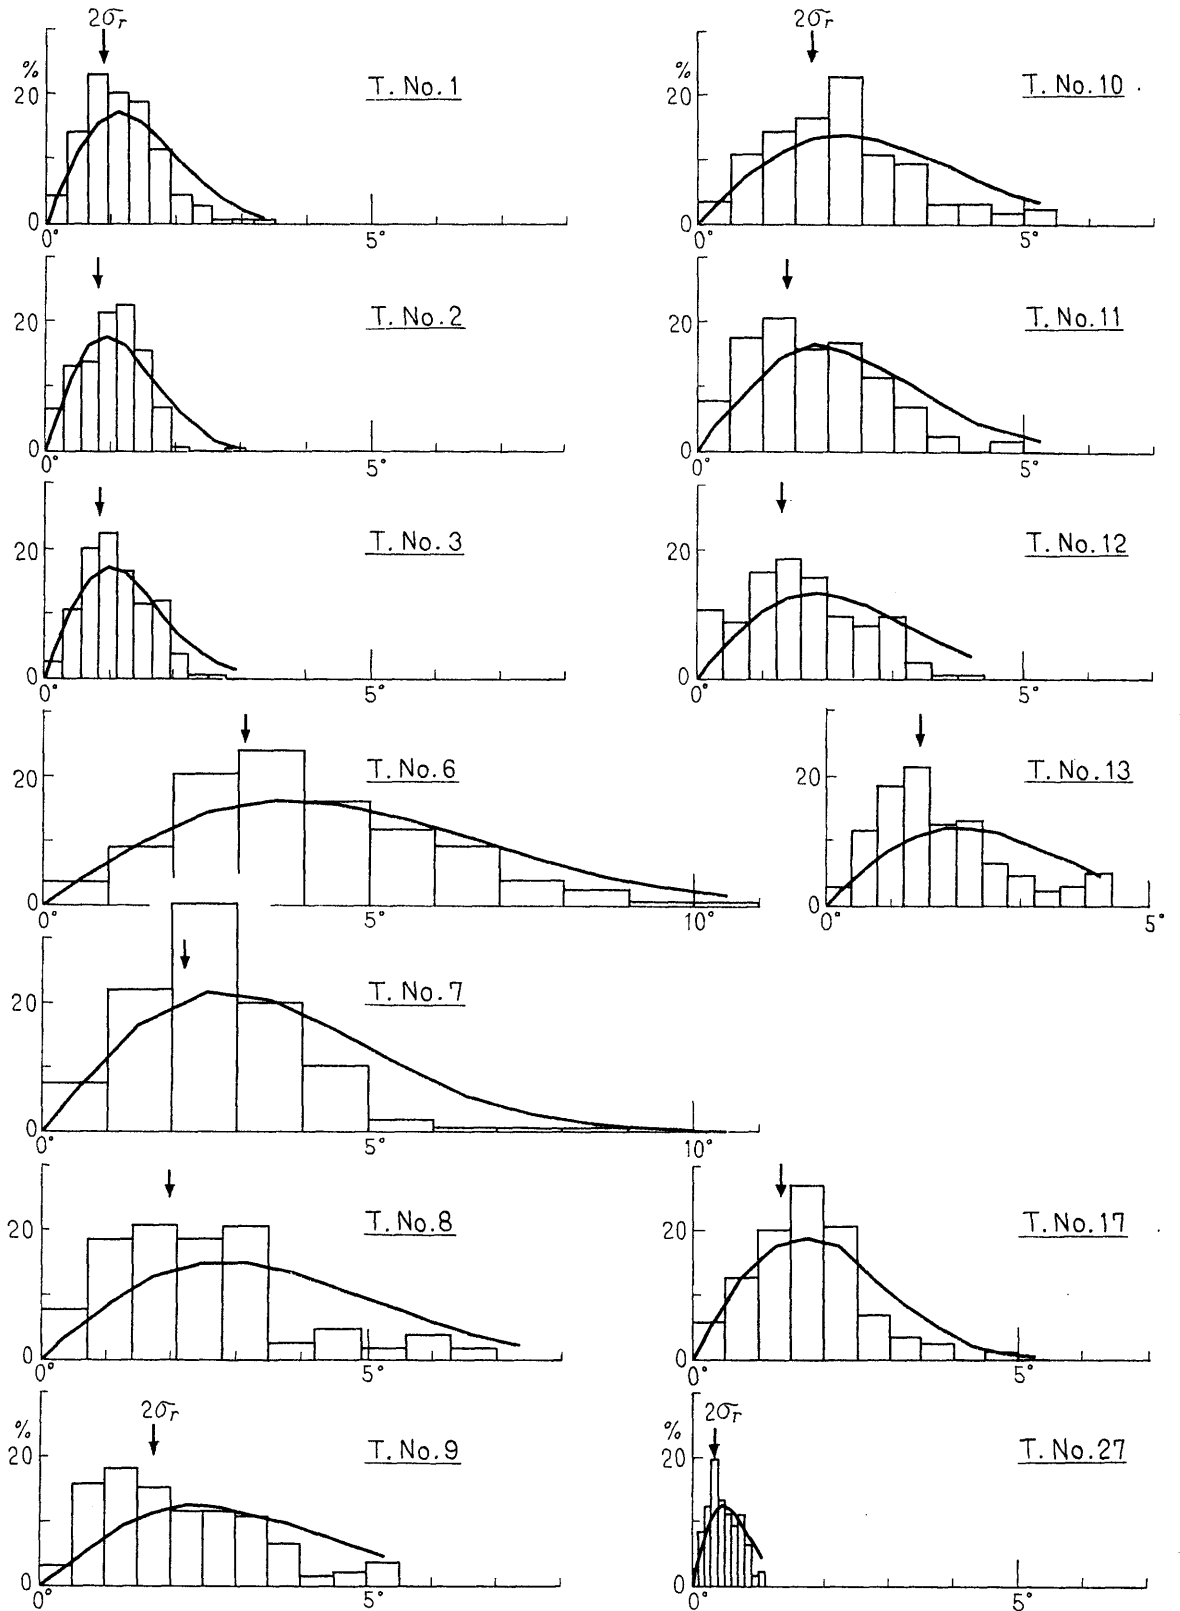 2σr
%
20
T. No. 1
0
0° 5°
20
T. No. 2
0
0° 5°
20
T. No. 3
0
0° 5°
20
T. No. 6
0
0° 5° 10°
20
T. No. 7
0
0° 5° 10°
20
T. No. 8
0
0° 5°
2σr
%
20
T. No. 9
0
0° 5°
2σr
%
20
T. No. 10
0
0° 5°
20
T. No. 11
0
0° 5°
20
T. No. 12
0
0° 5°
20
T. No. 13
0
0° 5°
20
T. No. 17
0
0° 5°
2σr
%
20
T. No. 27
0
0° 5°